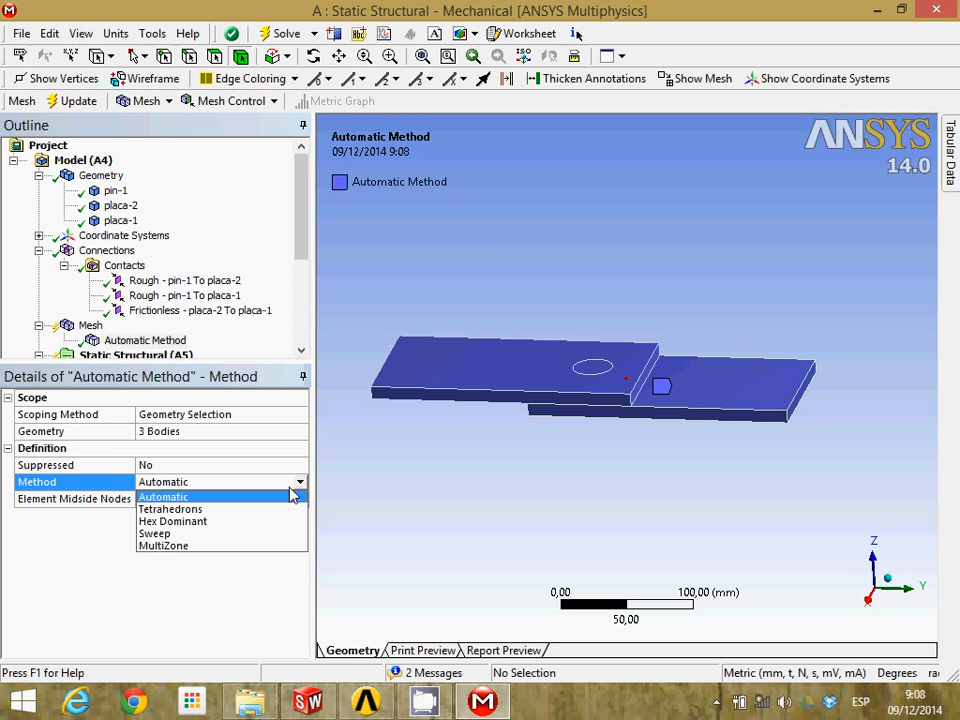 A : Static Structural - Mechanical [ANSYS Multiphysics]
File Edit View Units Tools Help Solve Worksheet
Show Vertices Wireframe Edge Coloring Thicken Annotations Show Mesh Show Coordinate Systems
Mesh Update Mesh Mesh Control Metric Graph
Outline
Project
Model (A4)
Geometry
pin-1
placa-2
placa-1
Coordinate Systems
Connections
Contacts
Rough - pin-1 To placa-2
Rough - pin-1 To placa-1
Frictionless - placa-2 To placa-1
Mesh
Automatic Method
Static Structural (A5)
Details of "Automatic Method" - Method
Scope
Scoping Method Geometry Selection
Geometry 3 Bodies
Definition
Suppressed No
Method Automatic
Element Midside Nodes
Automatic
Tetrahedrons
Hex Dominant
Sweep
MultiZone
Automatic Method
09/12/2014 9:08
Automatic Method
ANSYS
14.0
Tabular Data
Z
Y
X
0,00 100,00 (mm)
50,00
Geometry Print Preview Report Preview
Press F1 for Help 2 Messages No Selection Metric (mm, t, N, s, mV, mA) Degrees
ESP
9:08
09/12/2014